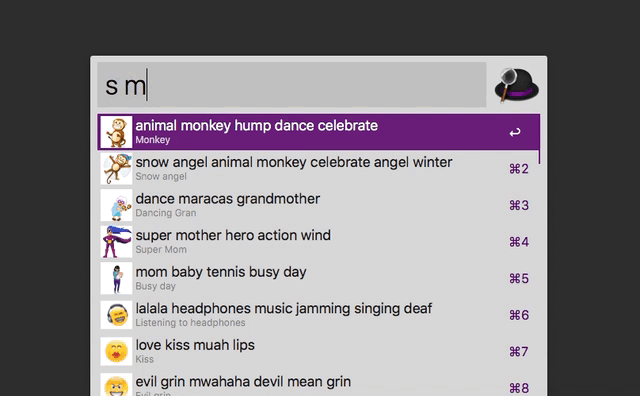 s m
animal monkey hump dance celebrate
Monkey
↩
snow angel animal monkey celebrate angel winter
Snow angel
⌘2
dance maracas grandmother
Dancing Gran
⌘3
super mother hero action wind
Super Mom
⌘4
mom baby tennis busy day
Busy day
⌘5
lalala headphones music jamming singing deaf
Listening to headphones
⌘6
love kiss muah lips
Kiss
⌘7
evil grin mwahaha devil mean grin
Evil grin
⌘8